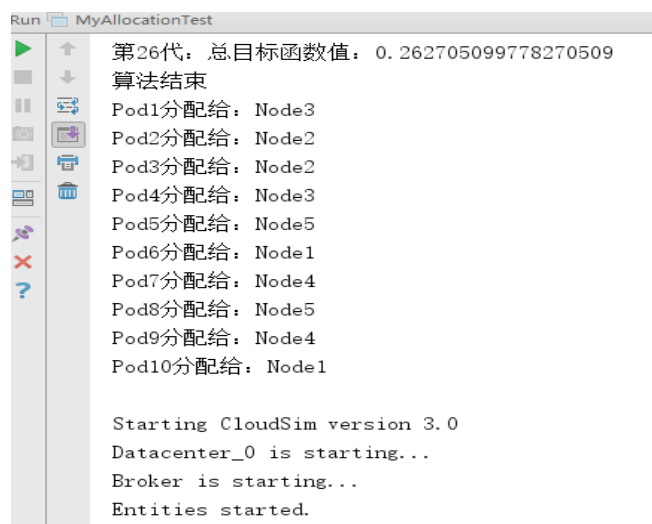 Run MyAllocationTest
第26代：总目标函数值：0.262705099778270509
算法结束
Pod1分配给：Node3
Pod2分配给：Node2
Pod3分配给：Node2
Pod4分配给：Node3
Pod5分配给：Node5
Pod6分配给：Node1
Pod7分配给：Node4
Pod8分配给：Node5
Pod9分配给：Node4
Pod10分配给：Node1
Starting CloudSim version 3.0
Datacenter_0 is starting...
Broker is starting...
Entities started.